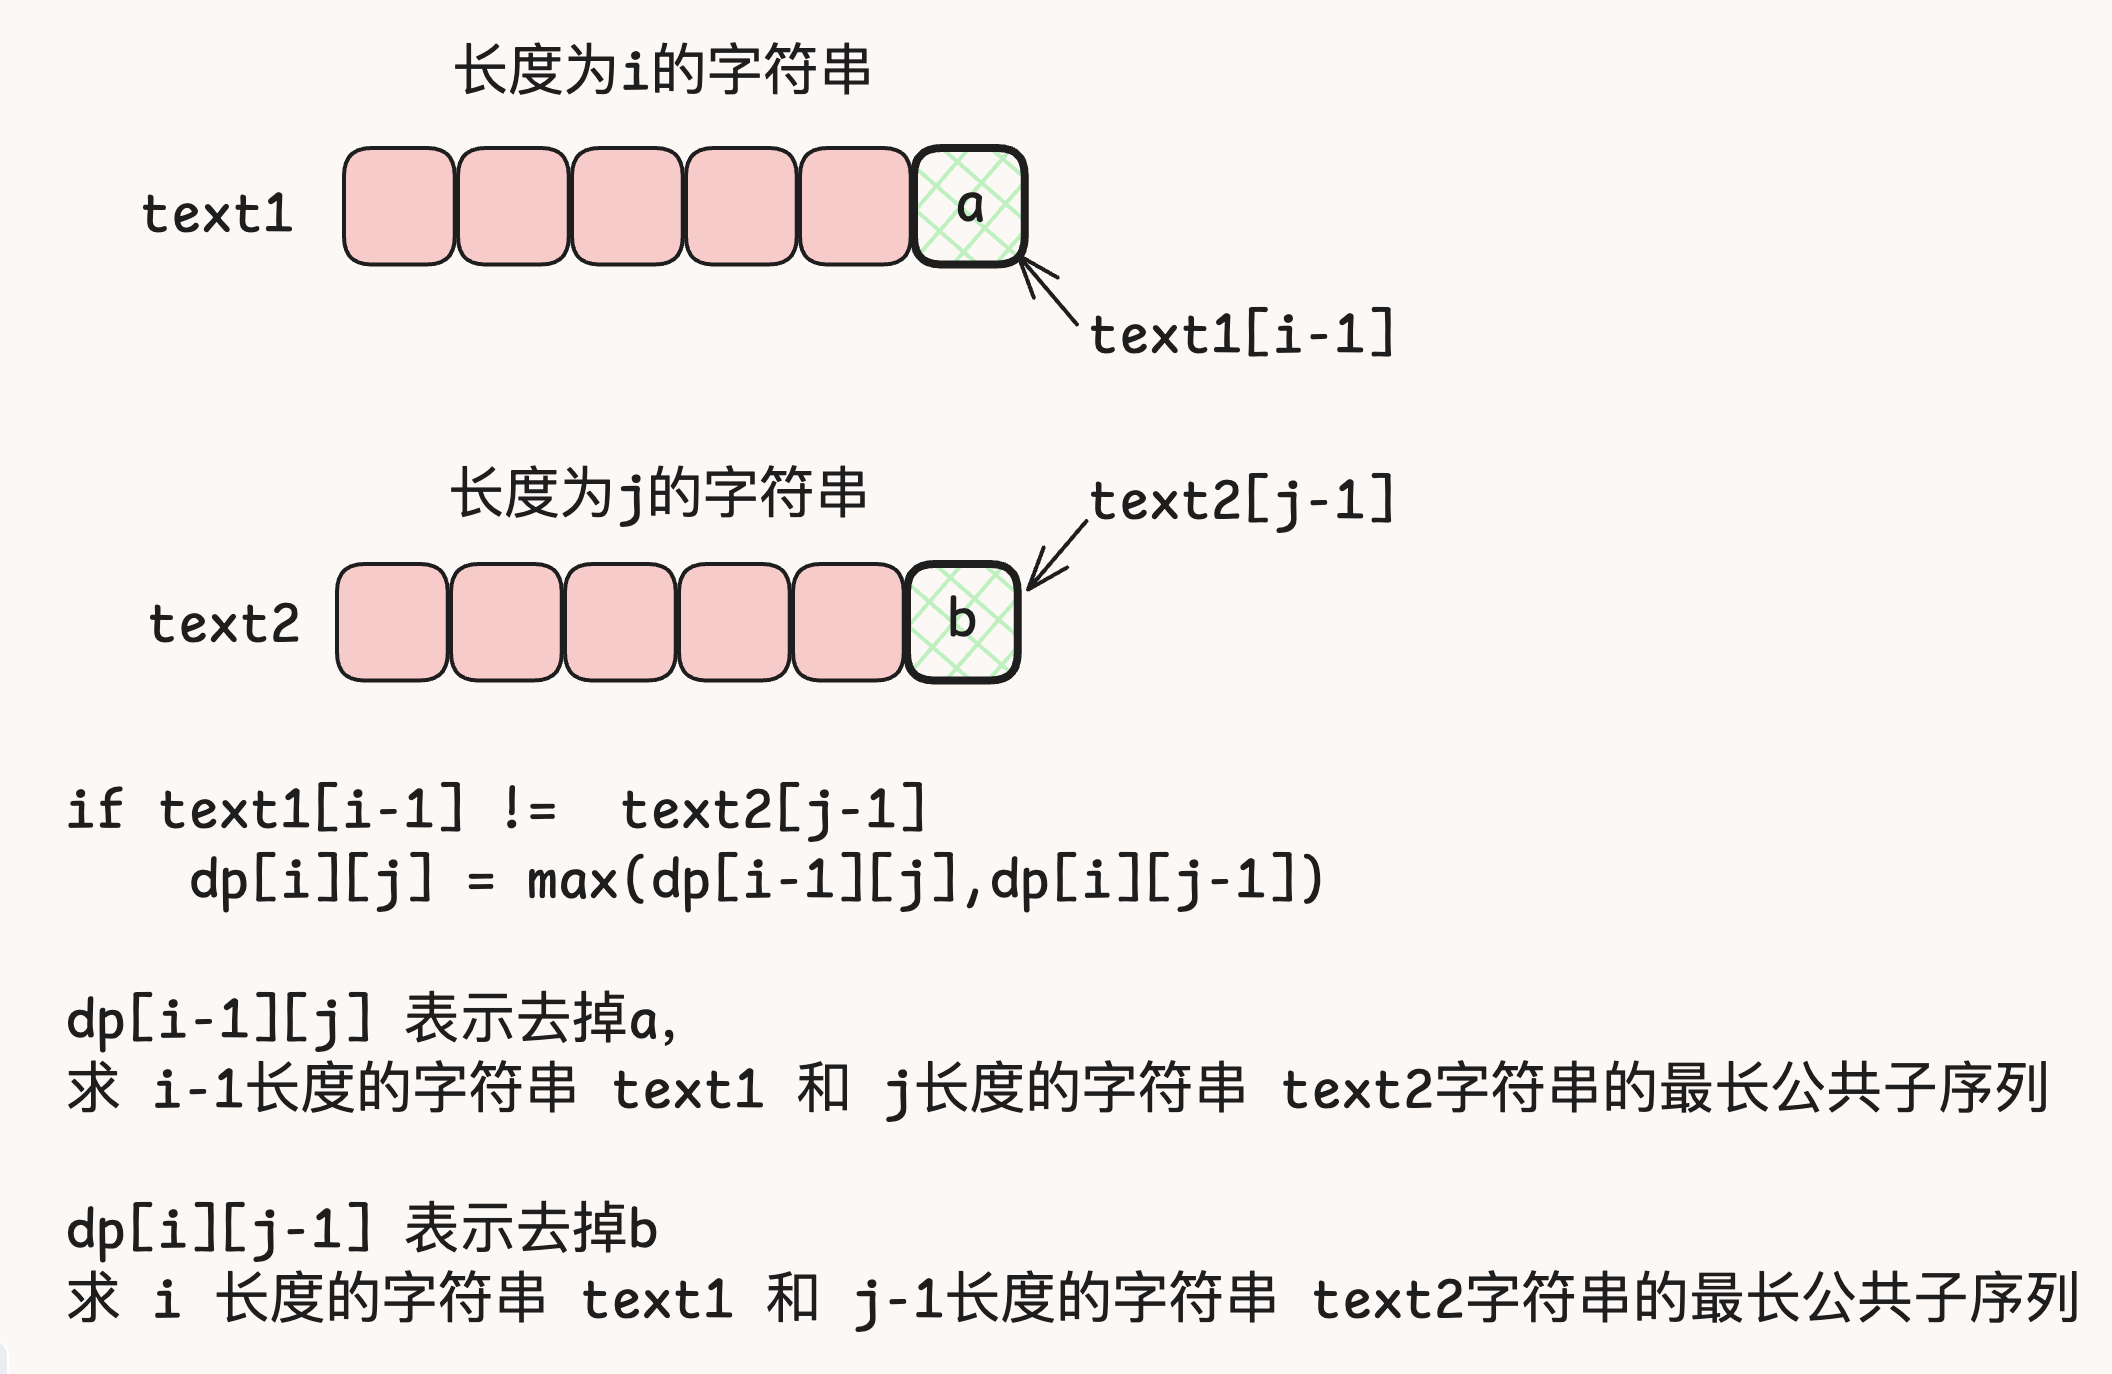 长度为i的字符串
text1
a
text1[i-1]
长度为j的字符串
text2[j-1]
text2
b
if text1[i-1] !=  text2[j-1]
    dp[i][j] = max(dp[i-1][j],dp[i][j-1])
dp[i-1][j] 表示去掉a,
求 i-1长度的字符串 text1 和 j长度的字符串 text2字符串的最长公共子序列
dp[i][j-1] 表示去掉b
求 i 长度的字符串 text1 和 j-1长度的字符串 text2字符串的最长公共子序列